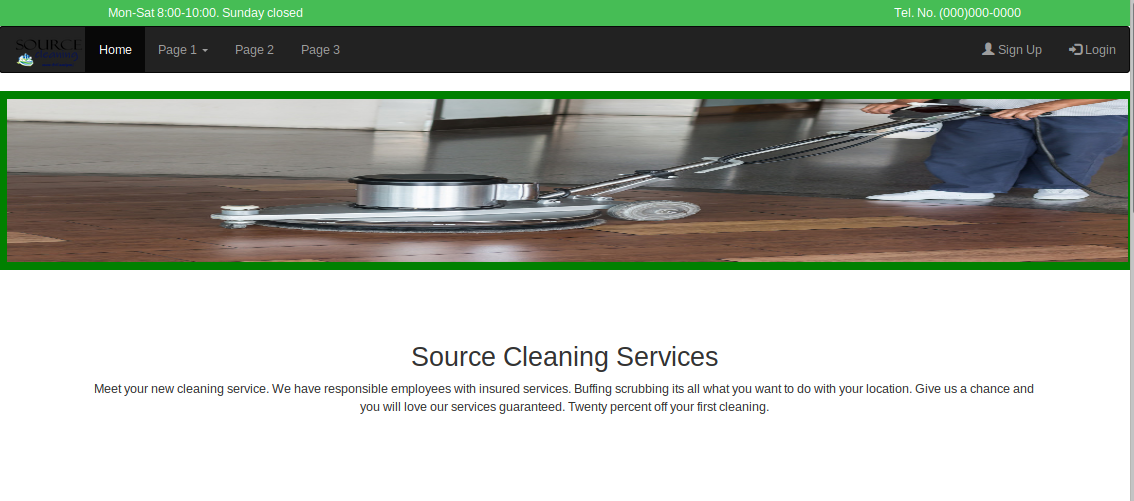 Mon-Sat 8:00-10:00. Sunday closed
Tel. No. (000)000-0000
SOURCE
Home
Page 1
Page 2
Page 3
Sign Up
Login
Source Cleaning Services
Meet your new cleaning service. We have responsible employees with insured services. Buffing scrubbing its all what you want to do with your location. Give us a chance and
you will love our services guaranteed. Twenty percent off your first cleaning.